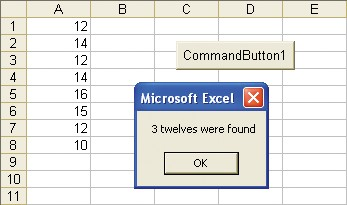 A B C D E
1 12
2 14
3 12 CommandButton1
4 14
5 16 Microsoft Excel
6 15
7 12 3 twelves were found
8 10
9 OK
10
11